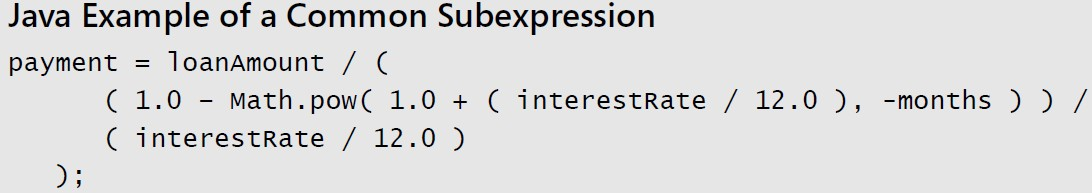 Java Example of a Common Subexpression
payment = loanAmount / (
( 1.0 - Math.pow( 1.0 + ( interestRate / 12.0 ), -months ) ) /
( interestRate / 12.0 )
);